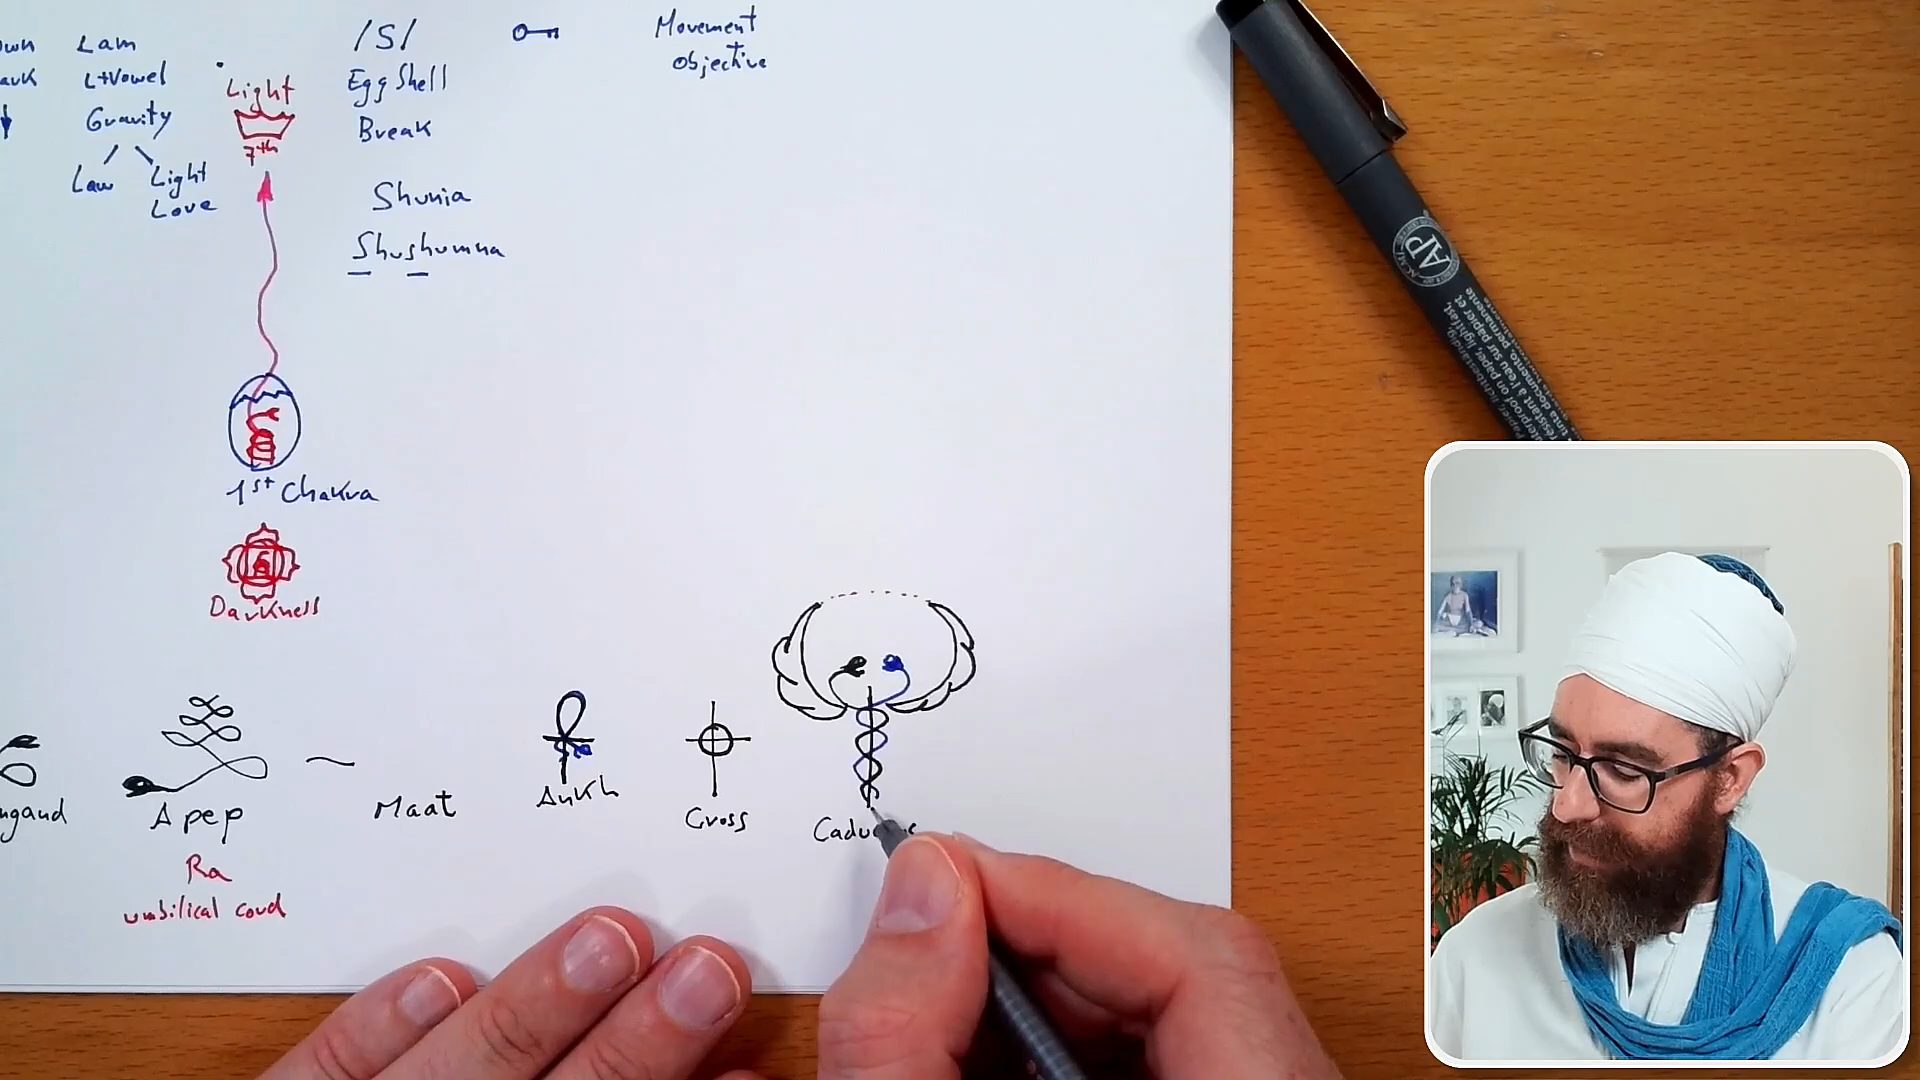 Lam
L+Vowel
Gravity
Law
Light
Love
Light
7th
/S/
Egg Shell
Break
Shunia
Shushumna
Movement
Objective
1st Chakra
Darkness
Apep
Ra
umbilical cord
Maat
Ankh
Cross
AP